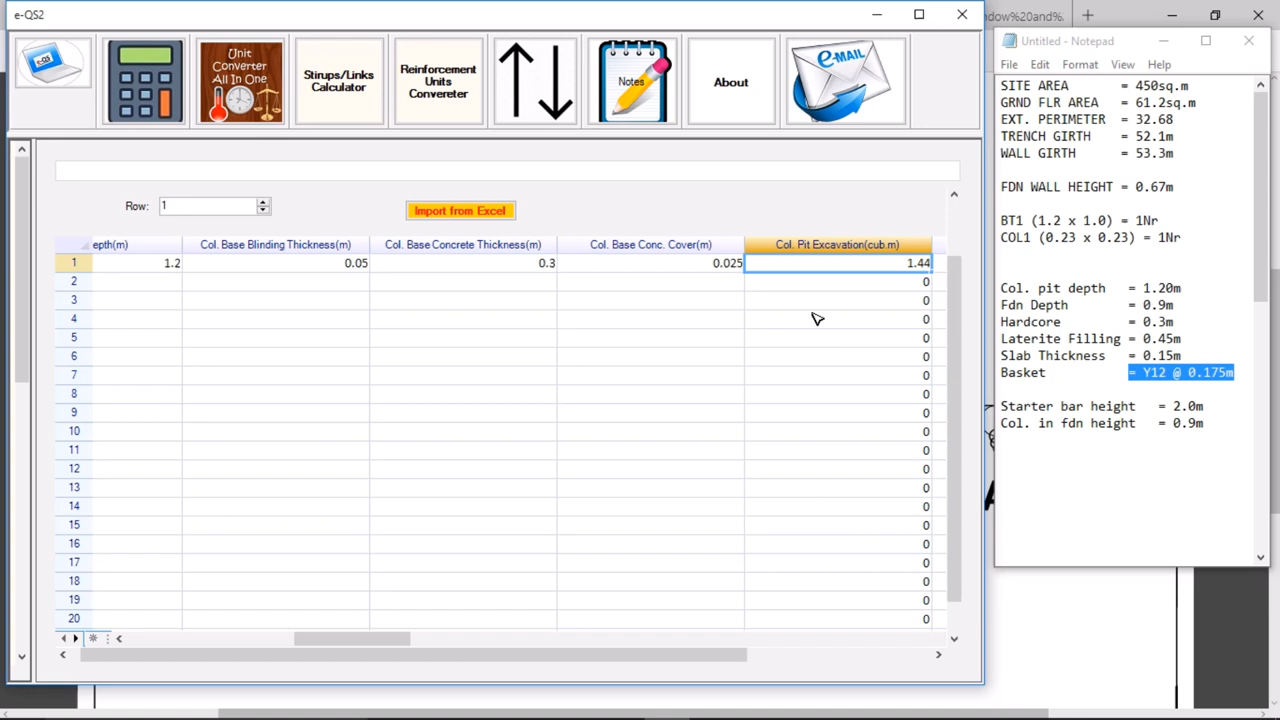 e-QS2
ndow%20and%.
Untitled - Notepad
e-QS
Unit
Converter
All In One
Stirups/Links
Calculator
Reinforcement
Units
Convereter
Notes
About
e-MAIL
File Edit Format View Help
Row: 1
Import from Excel
epth(m) Col. Base Blinding Thickness(m) Col. Base Concrete Thickness(m) Col. Base Conc. Cover(m) Col. Pit Excavation(cub.m)
1 1.2 0.05 0.3 0.025 1.44
2 0
3 0
4 0
5 0
6 0
7 0
8 0
9 0
10 0
11 0
12 0
13 0
14 0
15 0
16 0
17 0
18 0
19 0
20 0
SITE AREA = 450sq.m
GRND FLR AREA = 61.2sq.m
EXT. PERIMETER = 32.68
TRENCH GIRTH = 52.1m
WALL GIRTH = 53.3m
FDN WALL HEIGHT = 0.67m
BT1 (1.2 x 1.0) = 1Nr
COL1 (0.23 x 0.23) = 1Nr
Col. pit depth = 1.20m
Fdn Depth = 0.9m
Hardcore = 0.3m
Laterite Filling = 0.45m
Slab Thickness = 0.15m
Basket = Y12 @ 0.175m
Starter bar height = 2.0m
Col. in fdn height = 0.9m